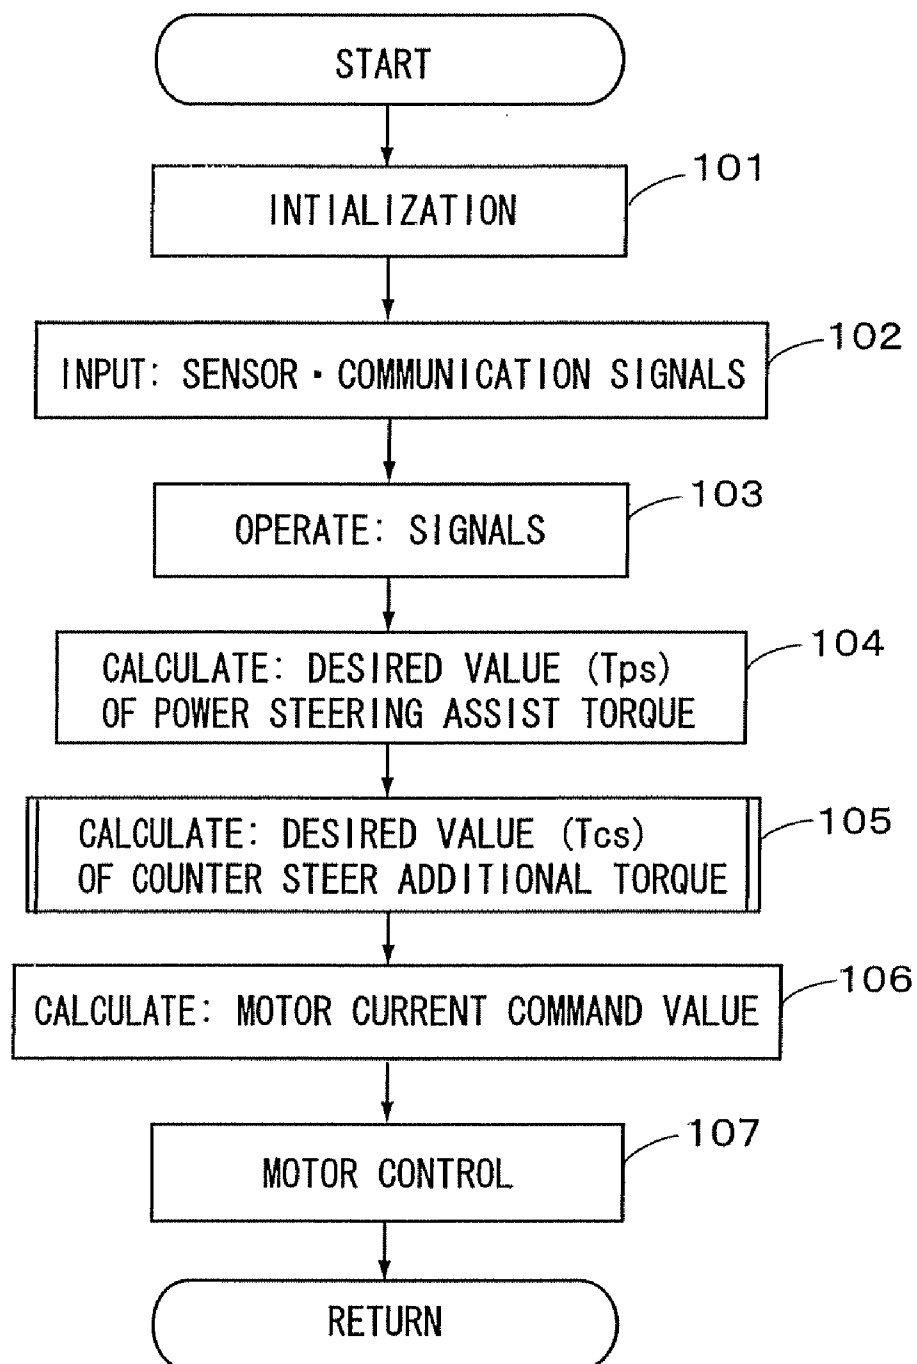 START
101
INTIALIZATION
102
INPUT: SENSOR・COMMUNICATION SIGNALS
103
OPERATE: SIGNALS
104
CALCULATE: DESIRED VALUE (Tps)
OF POWER STEERING ASSIST TORQUE
105
CALCULATE: DESIRED VALUE (Tcs)
OF COUNTER STEER ADDITIONAL TORQUE
106
CALCULATE: MOTOR CURRENT COMMAND VALUE
107
MOTOR CONTROL
RETURN